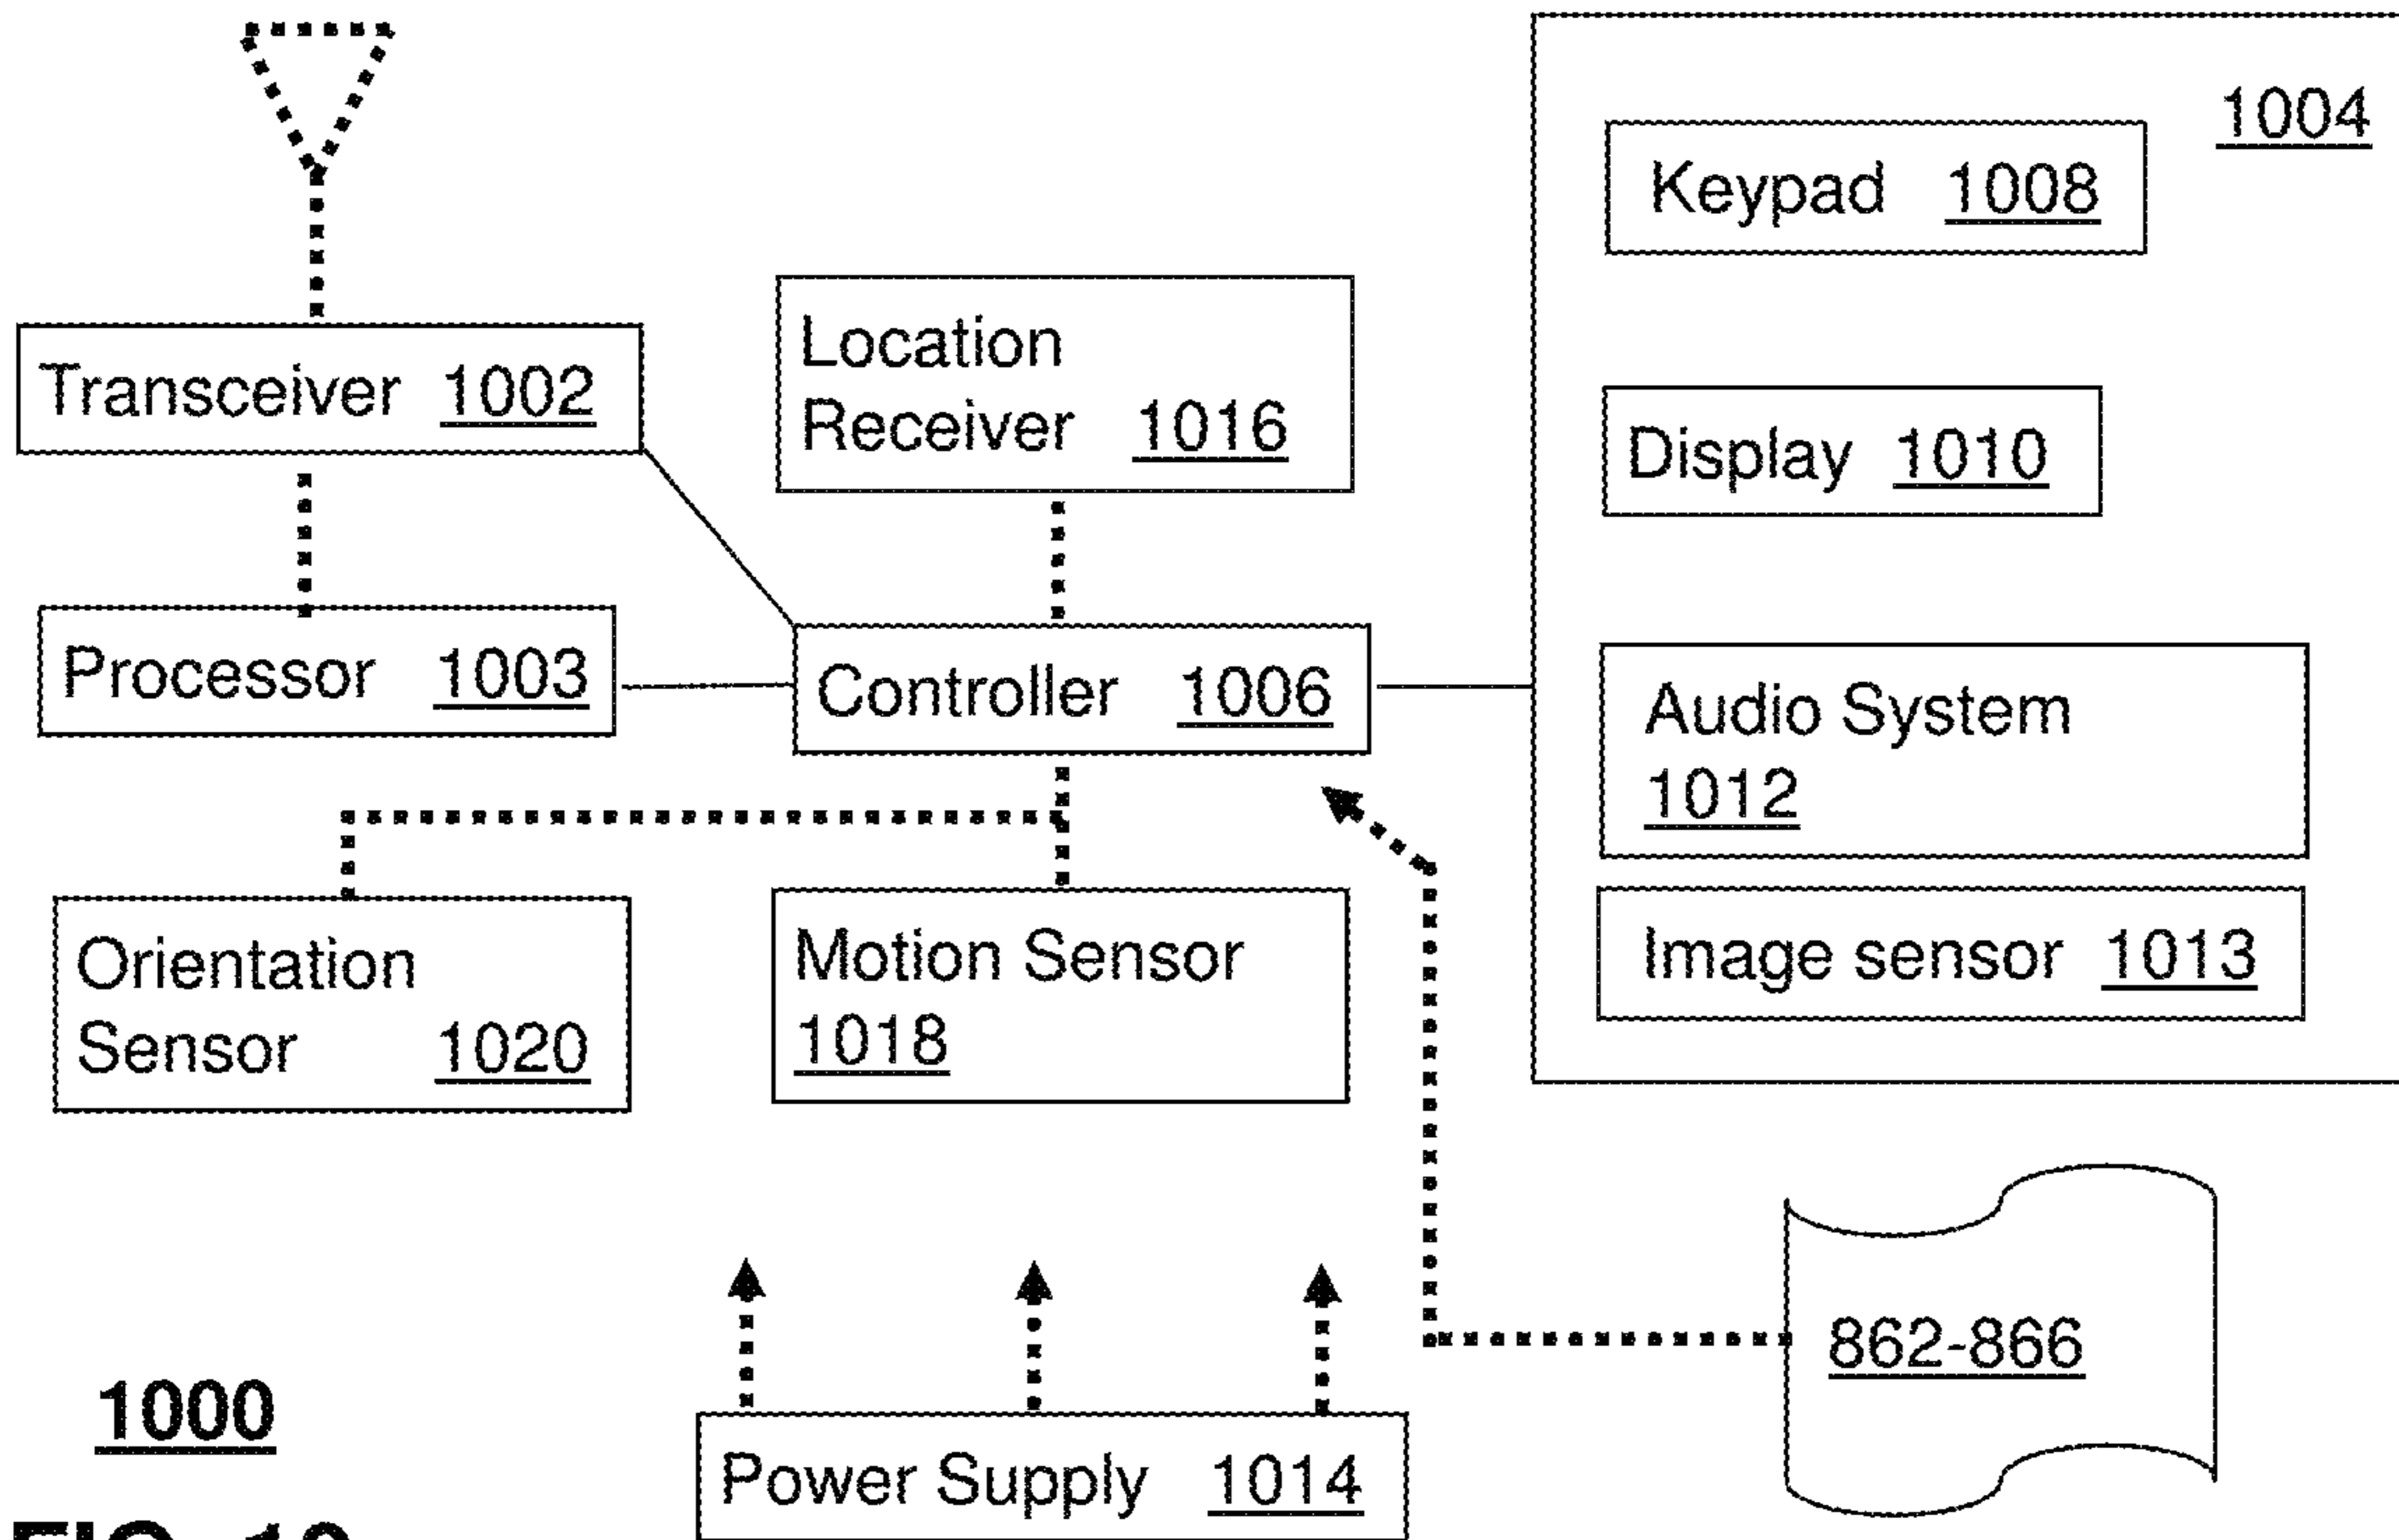 1004
Keypad 1008
Transceiver 1002
Location
Receiver 1016
Display 1010
Processor 1003
Controller 1006
Audio System
1012
Orientation
Sensor 1020
Motion Sensor
1018
Image sensor 1013
862-866
1000
Power Supply 1014